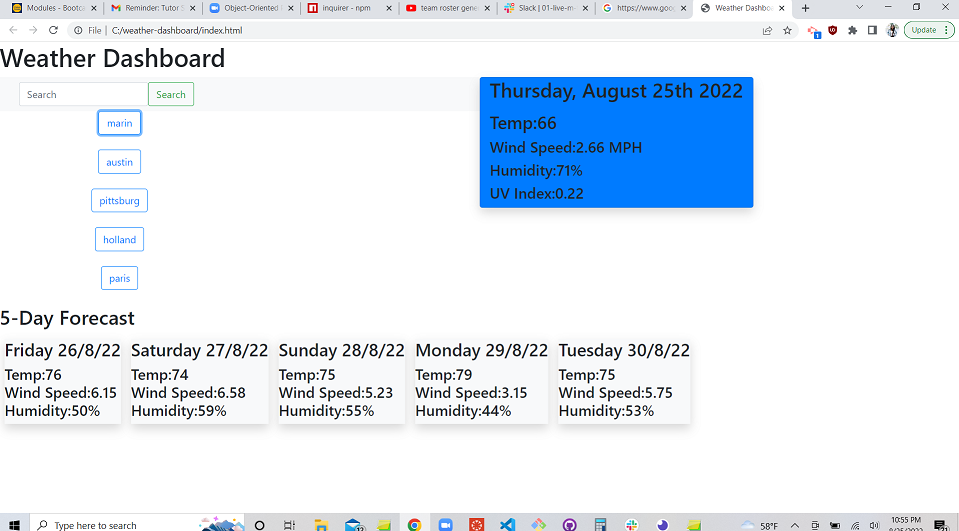 Modules - Bootc
Reminder: Tutor S
Object-Oriented
inquirer - npm
team roster gene
Slack | 01-live-m
https://www.goog
Weather Dashbo
Update
File | C:/weather-dashboard/index.html
1
Weather Dashboard
Search
Search
Thursday, August 25th 2022
Temp:66
Wind Speed:2.66 MPH
Humidity:71%
UV Index:0.22
marin
austin
pittsburg
holland
paris
5-Day Forecast
Friday 26/8/22
Temp:76
Wind Speed:6.15
Humidity:50%
Saturday 27/8/22
Temp:74
Wind Speed:6.58
Humidity:59%
Sunday 28/8/22
Temp:75
Wind Speed:5.23
Humidity:55%
Monday 29/8/22
Temp:79
Wind Speed:3.15
Humidity:44%
Tuesday 30/8/22
Temp:75
Wind Speed:5.75
Humidity:53%
Type here to search
58°F
10:55 PM